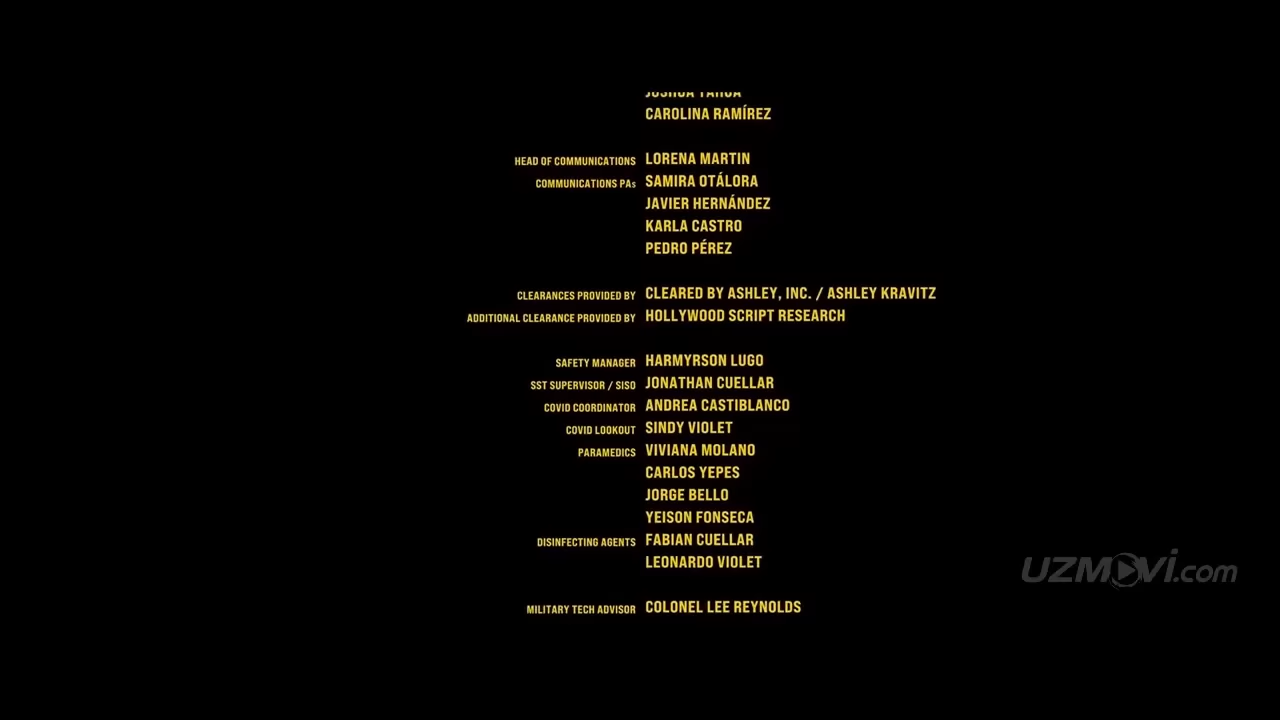 CAROLINA RAMÍREZ
HEAD OF COMMUNICATIONS LORENA MARTIN
COMMUNICATIONS PAs SAMIRA OTÁLORA
JAVIER HERNÁNDEZ
KARLA CASTRO
PEDRO PÉREZ
CLEARANCES PROVIDED BY CLEARED BY ASHLEY, INC. / ASHLEY KRAVITZ
ADDITIONAL CLEARANCE PROVIDED BY HOLLYWOOD SCRIPT RESEARCH
SAFETY MANAGER HARMYRSON LUGO
SST SUPERVISOR / SISO JONATHAN CUELLAR
COVID COORDINATOR ANDREA CASTIBLANCO
COVID LOOKOUT SINDY VIOLET
PARAMEDICS VIVIANA MOLANO
CARLOS YEPES
JORGE BELLO
YEISON FONSECA
DISINFECTING AGENTS FABIAN CUELLAR
LEONARDO VIOLET
UZMOVi.com
MILITARY TECH ADVISOR COLONEL LEE REYNOLDS